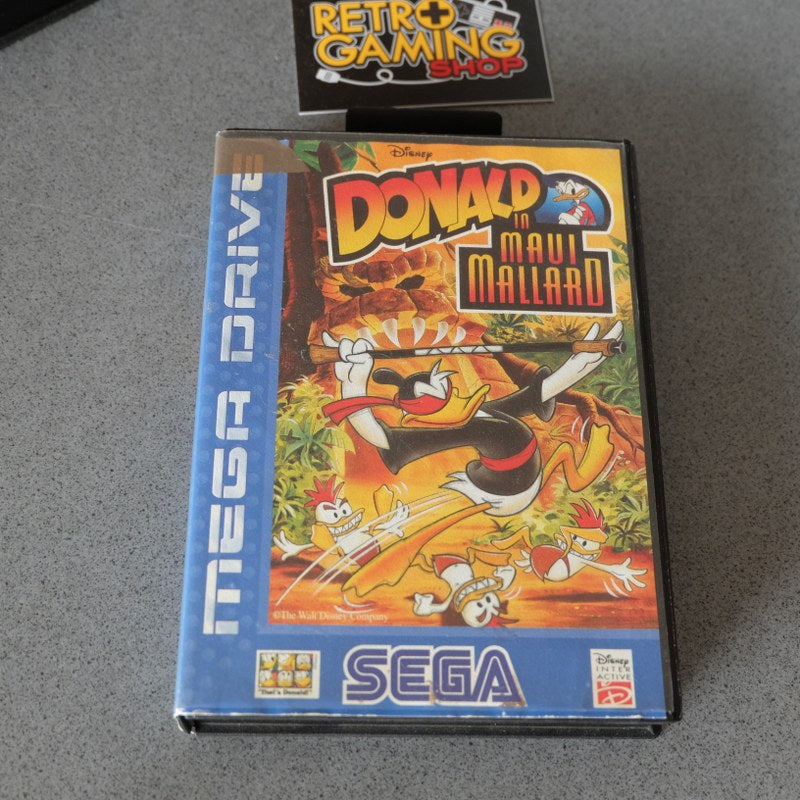 RETRO
GAMING
SHOP
Disney
DONALD
in
MAUI
MALLARD
MEGA DRIVE
©The Walt Disney Company
"That's Donald!"
SEGA
Disney
INTER
ACTIVE